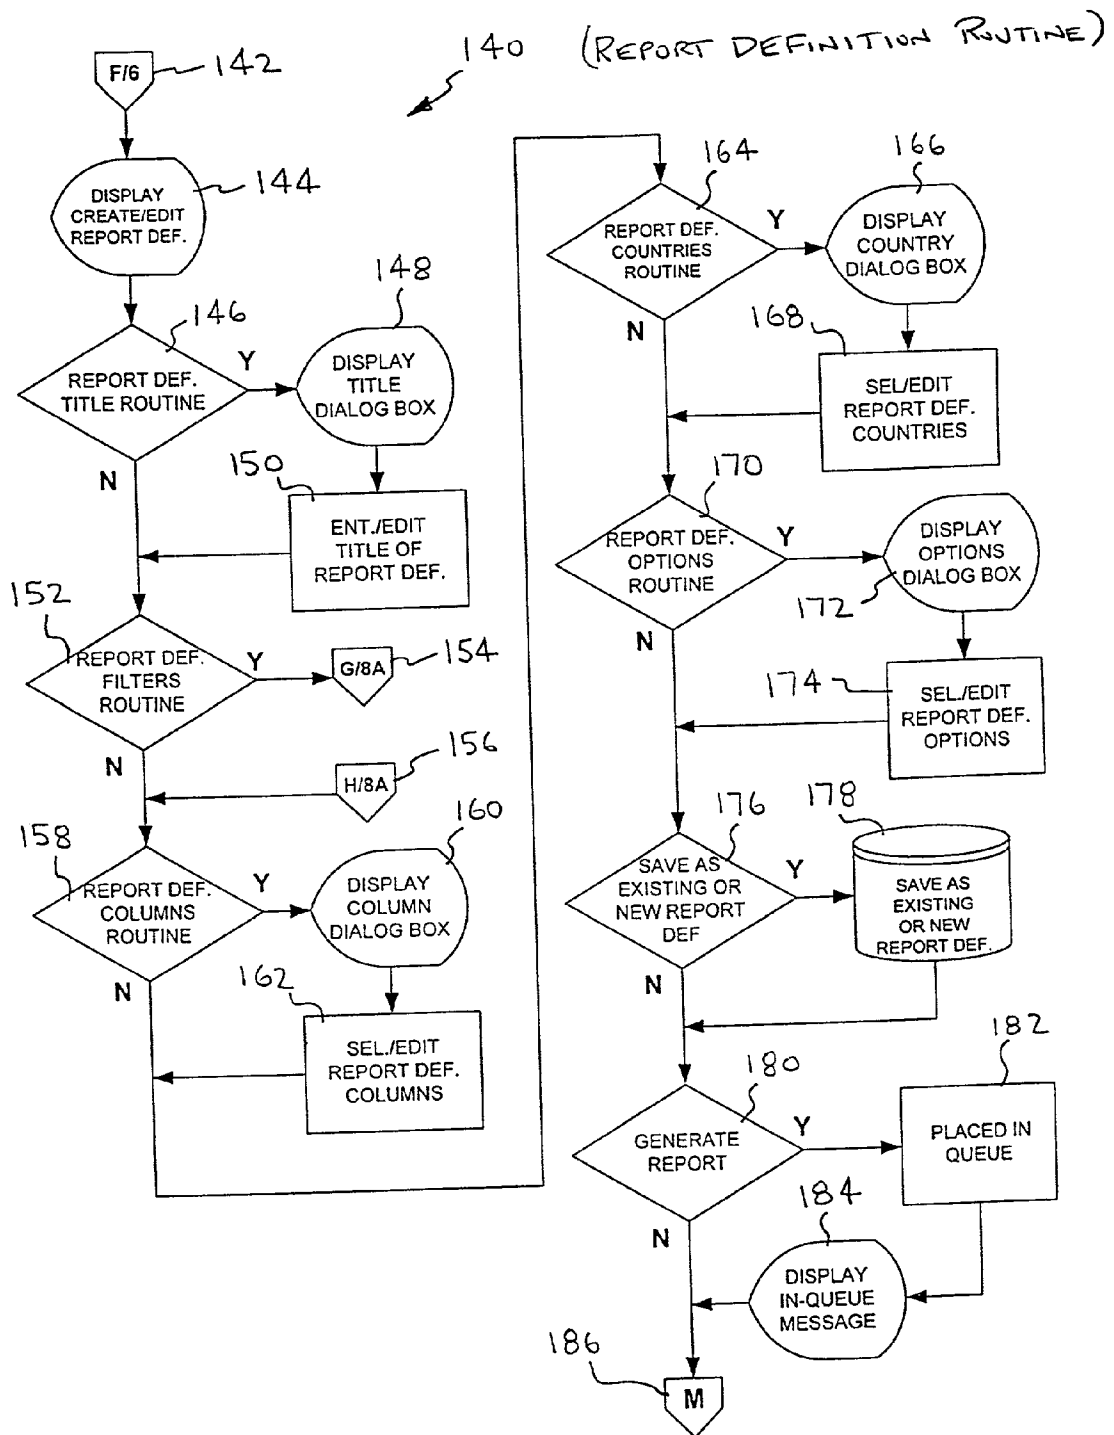 140 (REPORT DEFINITION ROUTINE)
F/6
142
DISPLAY
CREATE/EDIT
REPORT DEF.
144
146
REPORT DEF.
TITLE ROUTINE
Y
N
148
DISPLAY
TITLE
DIALOG BOX
150
ENT./EDIT
TITLE OF
REPORT DEF.
152
REPORT DEF.
FILTERS
ROUTINE
Y
N
G/8A
154
H/8A
156
158
REPORT DEF.
COLUMNS
ROUTINE
Y
N
160
DISPLAY
COLUMN
DIALOG BOX
162
SEL./EDIT
REPORT DEF.
COLUMNS
164
REPORT DEF.
COUNTRIES
ROUTINE
Y
N
166
DISPLAY
COUNTRY
DIALOG BOX
168
SEL/EDIT
REPORT DEF.
COUNTRIES
170
REPORT DEF.
OPTIONS
ROUTINE
Y
N
DISPLAY
OPTIONS
DIALOG BOX
172
174
SEL./EDIT
REPORT DEF.
OPTIONS
176
SAVE AS
EXISTING OR
NEW REPORT
DEF
Y
N
178
SAVE AS
EXISTING
OR NEW
REPORT DEF.
180
GENERATE
REPORT
Y
N
182
PLACED IN
QUEUE
184
DISPLAY
IN-QUEUE
MESSAGE
186
M